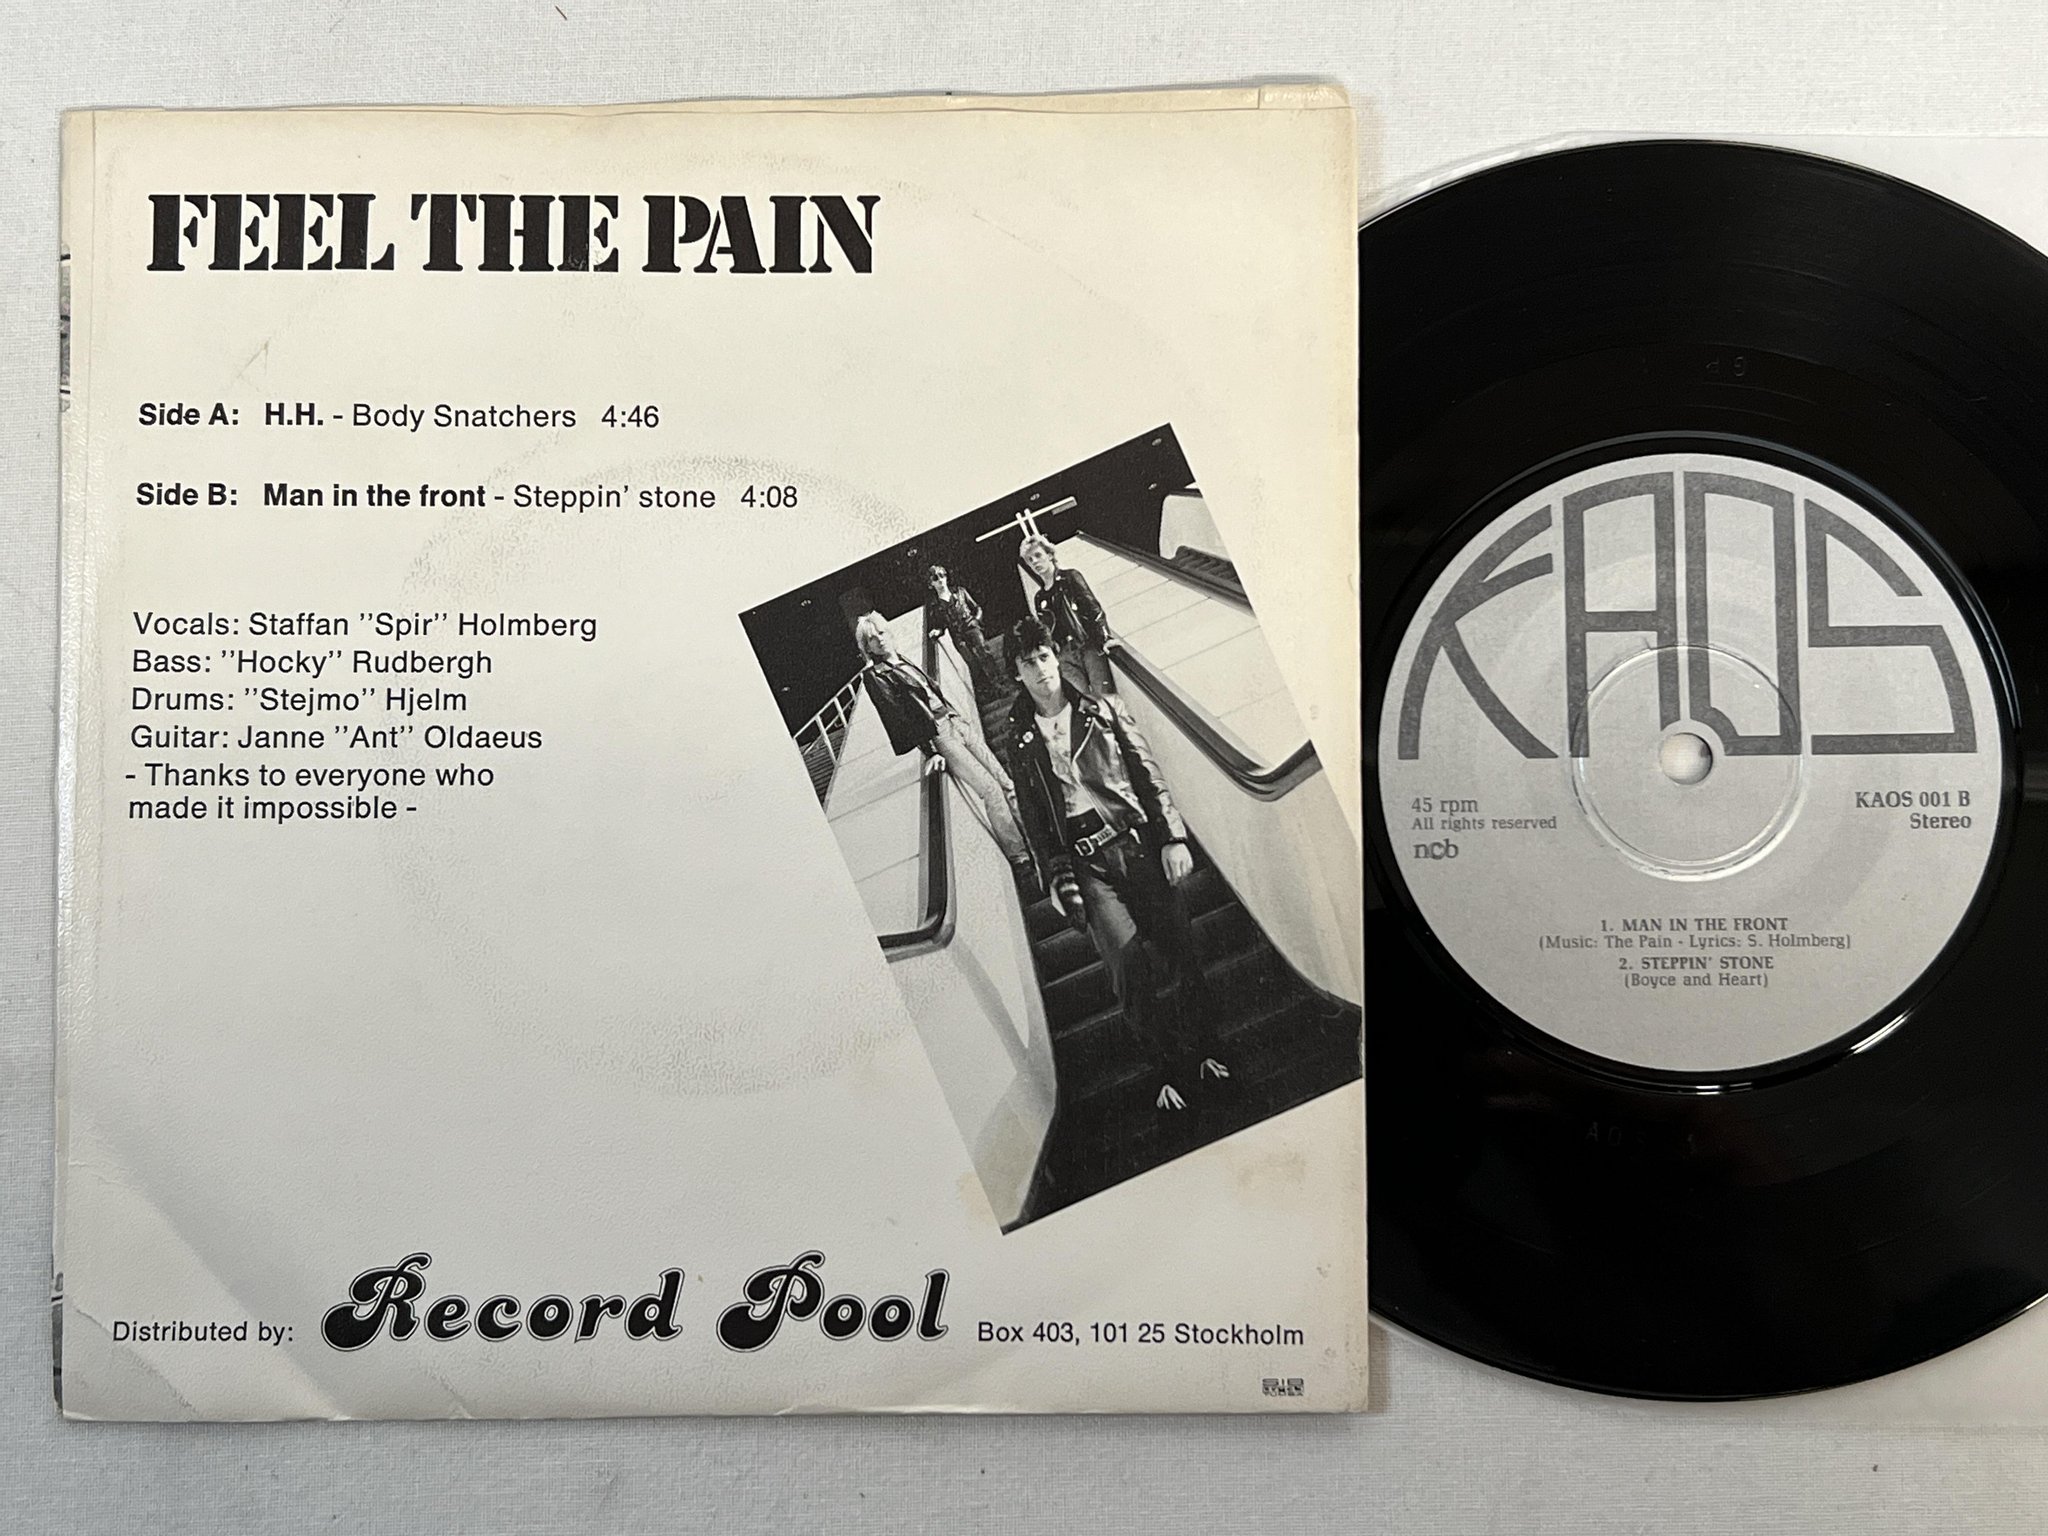 FEEL THE PAIN
Side A: H.H. - Body Snatchers 4:46
Side B: Man in the front - Steppin' stone 4:08
Vocals: Staffan "Spir" Holmberg
Bass: "Hocky" Rudbergh
Drums: "Stejmo" Hjelm
Guitar: Janne "Ant" Oldaeus
- Thanks to everyone who
made it impossible -
Distributed by: Record Pool Box 403, 101 25 Stockholm
KAOS
45 rpm
All rights reserved
ncb
KAOS 001 B
Stereo
1. MAN IN THE FRONT
(Music: The Pain - Lyrics: S. Holmberg)
2. STEPPIN' STONE
(Boyce and Heart)